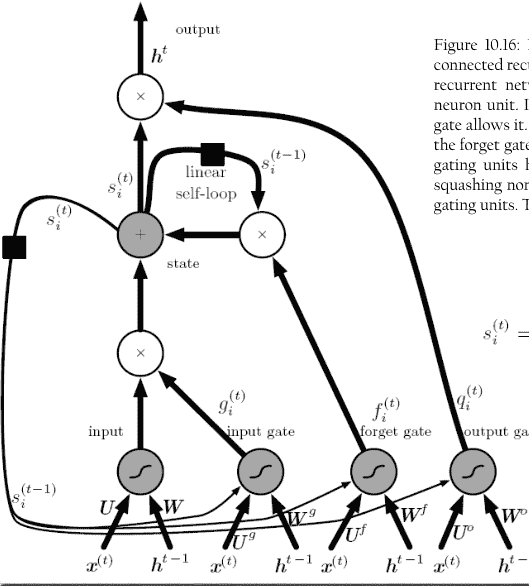 output
h^t
×
Figure 10.16:
connected recu
recurrent netw
neuron unit. I
gate allows it.
the forget gate
gating units h
squashing non
gating units. T
s_i^(t)
linear
self-loop
s_i^(t-1)
s_i^(t)
+
×
state
s_i^(t) =
×
g_i^(t)
f_i^(t)
q_i^(t)
input
input gate
forget gate
output ga
s_i^(t-1)
U
W
U^g
W^g
U^f
W^f
U^o
W^o
x^(t)
h^t-1
x^(t)
h^t-1
x^(t)
h^t-1
x^(t)
h^t-